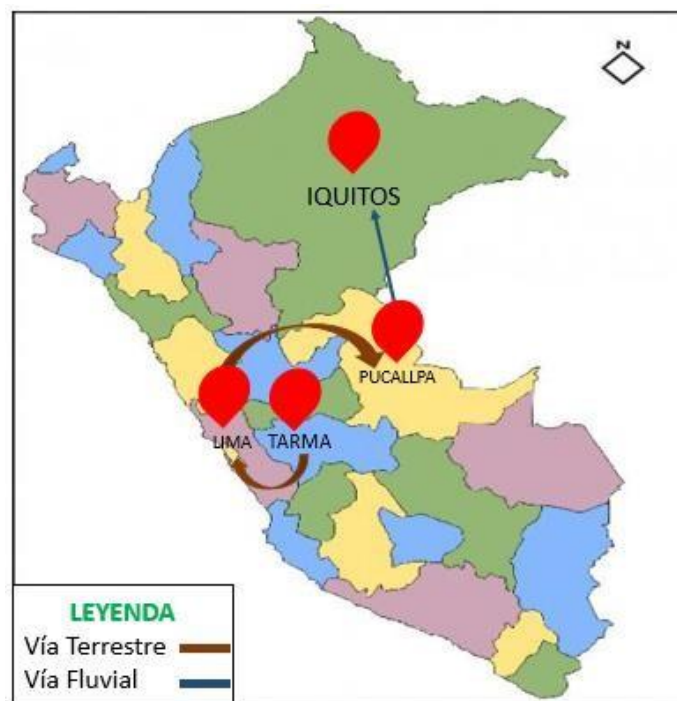 N
IQUITOS
PUCALLPA
LIMA TARMA
LEYENDA
Vía Terrestre
Vía Fluvial